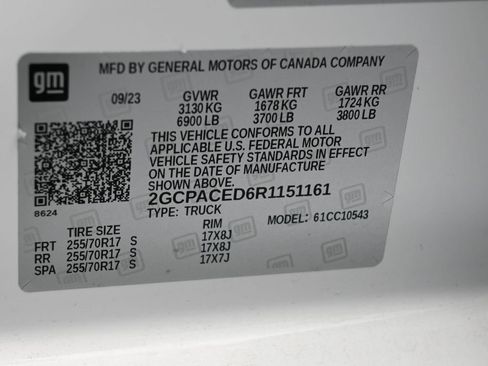 gm
MFD BY GENERAL MOTORS OF CANADA COMPANY
09/23 GVWR GAWR FRT GAWR RR
3130 KG 1678 KG 1724 KG
6900 LB 3700 LB 3800 LB
THIS VEHICLE CONFORMS TO ALL
APPLICABLE U.S. FEDERAL MOTOR
VEHICLE SAFETY STANDARDS IN EFFECT
ON THE DATE OF MANUFACTURE
SHOWN ABOVE.
8624
2GCPACED6R1151161
TYPE: TRUCK MODEL: 61CC10543
TIRE SIZE RIM
FRT 255/70R17 S 17X8J
RR 255/70R17 S 17X8J
SPA 255/70R17 S 17X7J